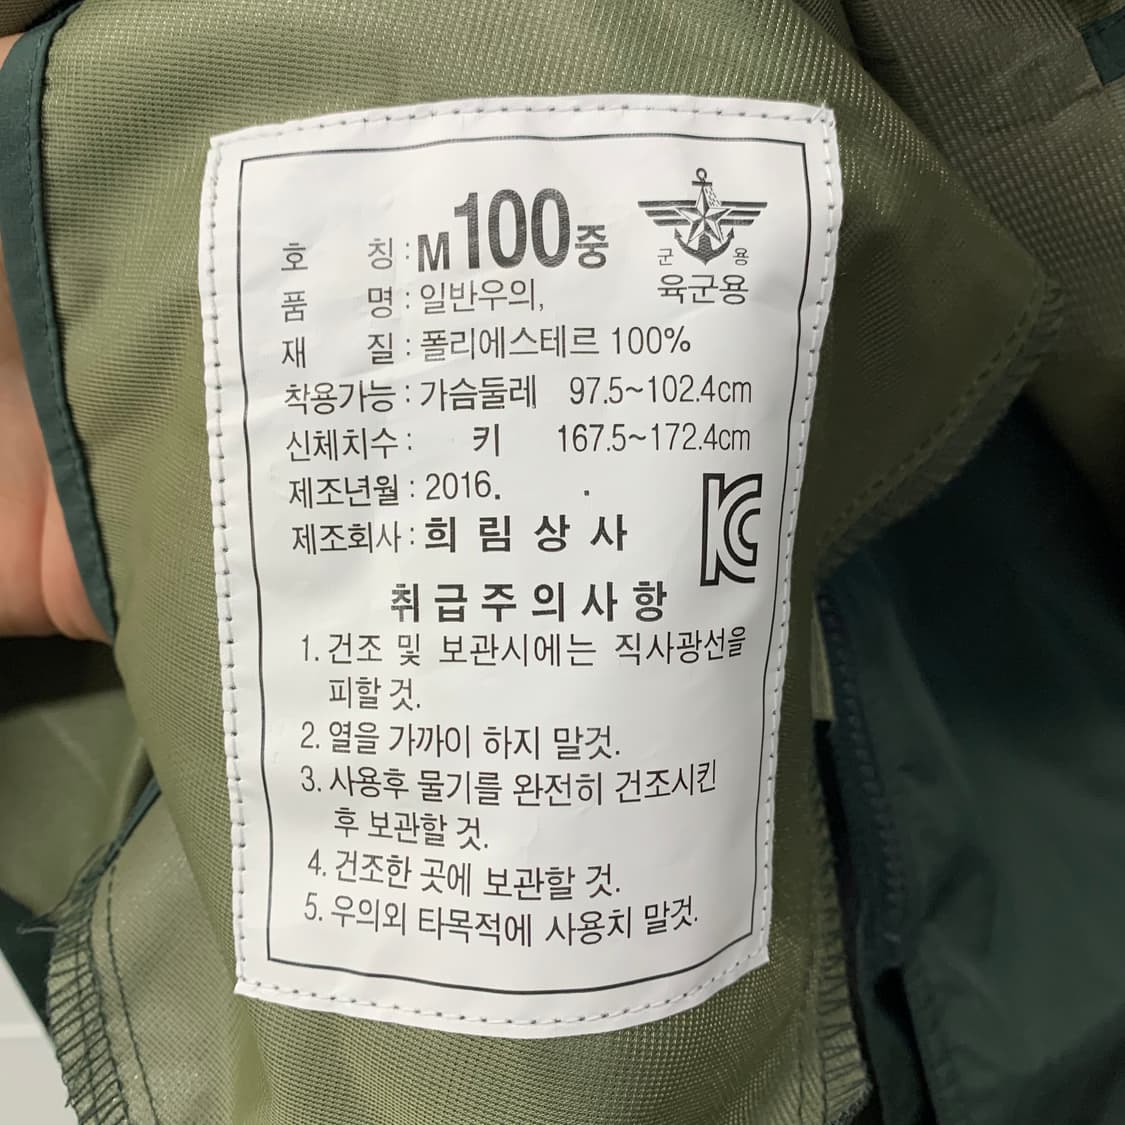 호 칭 : M 100 중
군 용
육군용
품 명 : 일반우의,
재 질 : 폴리에스테르 100%
착용가능 : 가슴둘레 97.5~102.4cm
신체치수 : 키 167.5~172.4cm
제조년월 : 2016. .
제조회사 : 희 림 상 사
KC
취 급 주 의 사 항
1. 건조 및 보관시에는 직사광선을
피할 것.
2. 열을 가까이 하지 말것.
3. 사용후 물기를 완전히 건조시킨
후 보관할 것.
4. 건조한 곳에 보관할 것.
5. 우의외 타목적에 사용치 말것.